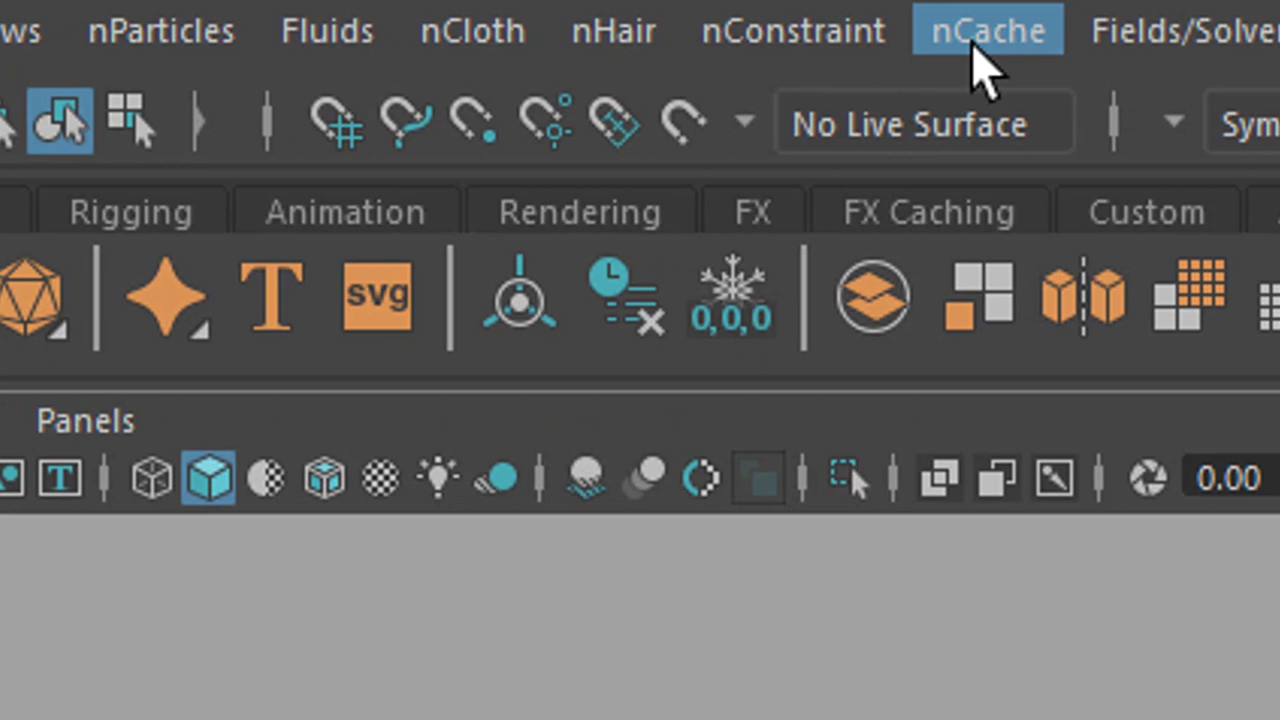 ws nParticles Fluids nCloth nHair nConstraint nCache Fields/Solve
No Live Surface Sym
Rigging Animation Rendering FX FX Caching Custom
T svg 0,0,0
Panels
T 0.00